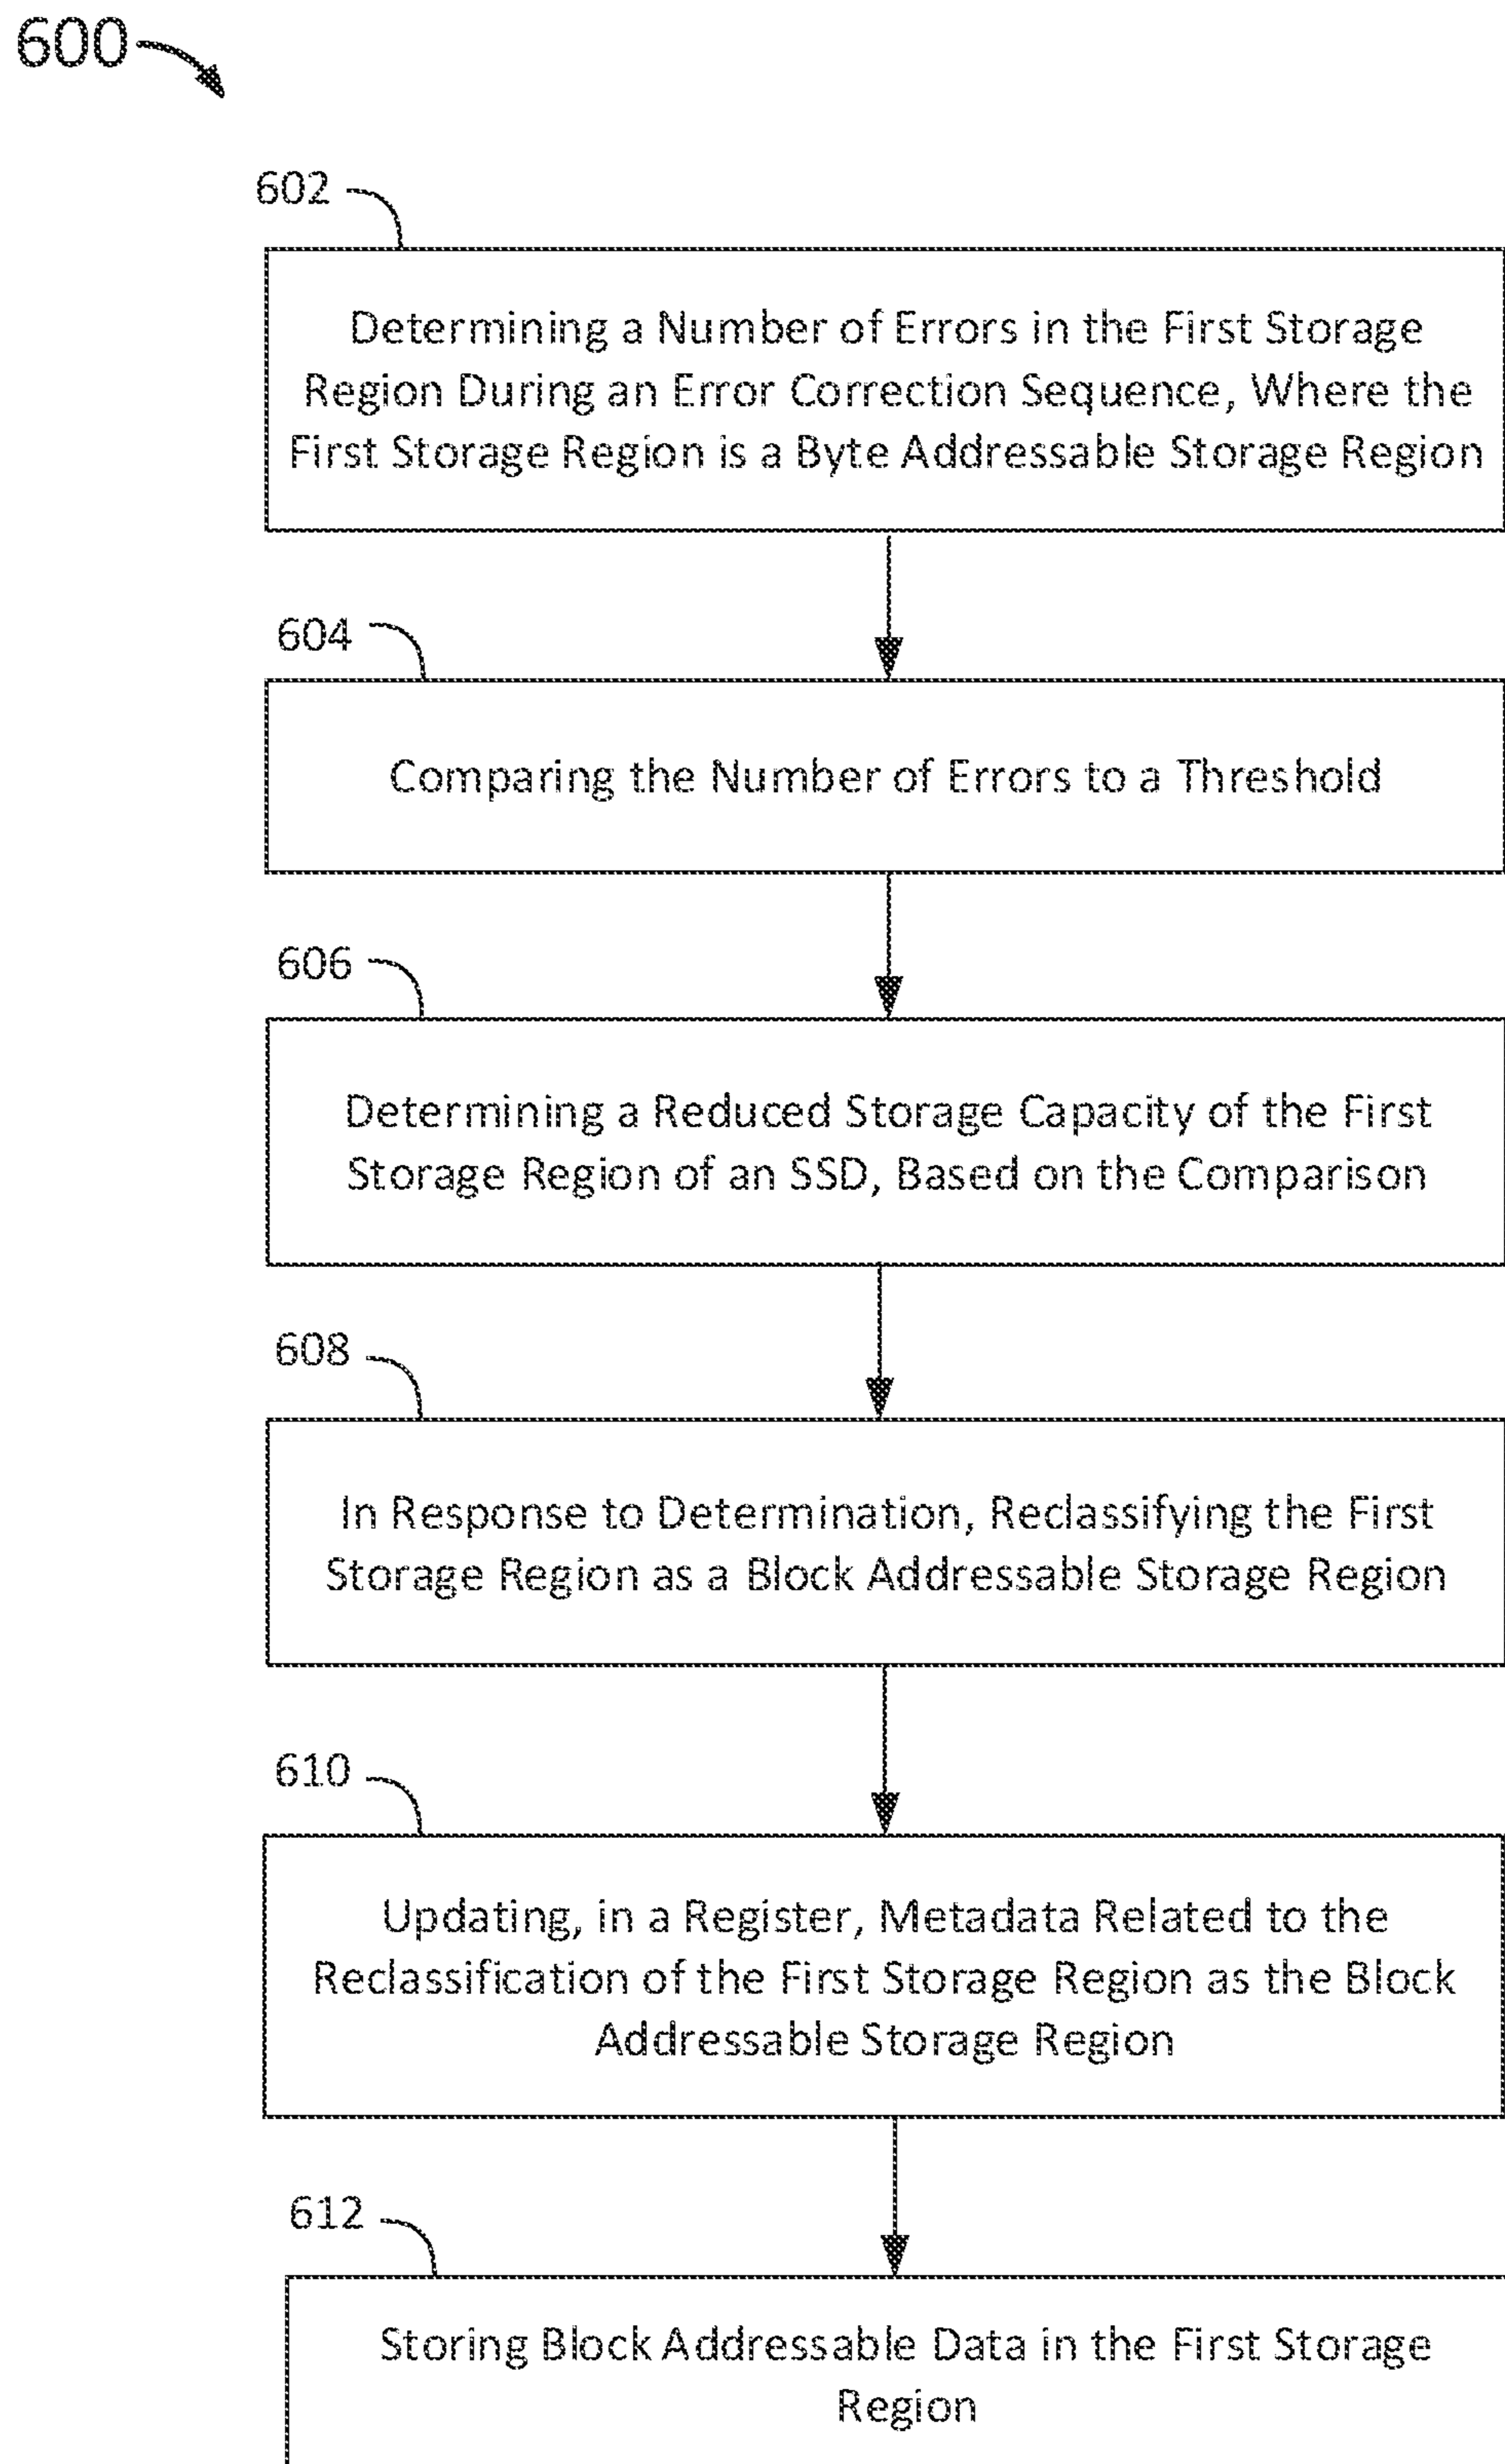 600
602
Determining a Number of Errors in the First Storage
Region During an Error Correction Sequence, Where the
First Storage Region is a Byte Addressable Storage Region
604
Comparing the Number of Errors to a Threshold
606
Determining a Reduced Storage Capacity of the First
Storage Region of an SSD, Based on the Comparison
608
In Response to Determination, Reclassifying the First
Storage Region as a Block Addressable Storage Region
610
Updating, in a Register, Metadata Related to the
Reclassification of the First Storage Region as the Block
Addressable Storage Region
612
Storing Block Addressable Data in the First Storage
Region